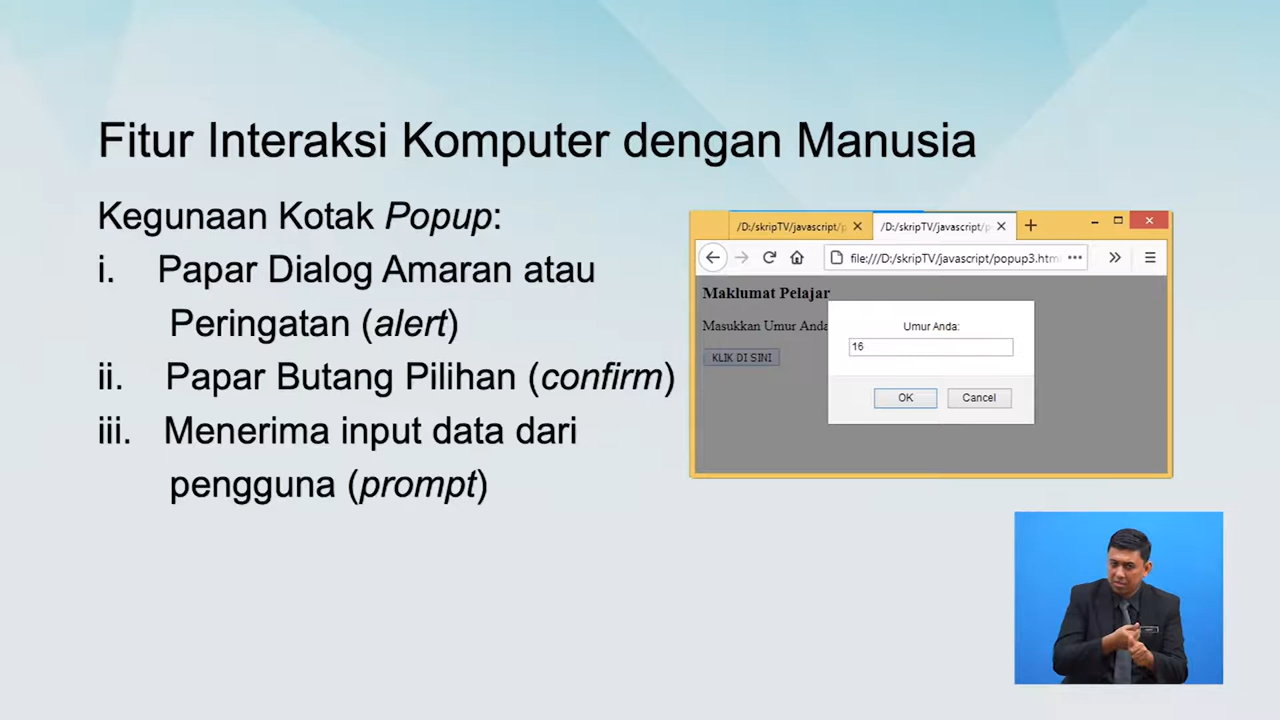 Fitur Interaksi Komputer dengan Manusia
Kegunaan Kotak Popup:
i. Papar Dialog Amaran atau
Peringatan (alert)
ii. Papar Butang Pilihan (confirm)
iii. Menerima input data dari
pengguna (prompt)
/D:/skripTV/javascript/p
/D:/skripTV/javascript/p
file:///D:/skripTV/javascript/popup3.htm
Maklumat Pelajar
Masukkan Umur Anda
KLIK DI SINI
Umur Anda:
16
OK Cancel